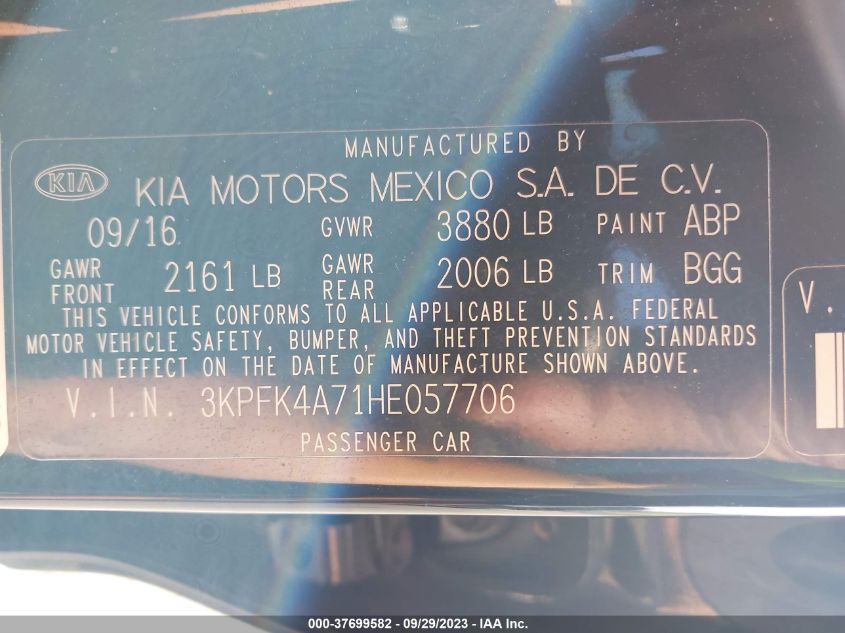 MANUFACTURED BY
KIA KIA MOTORS MEXICO S.A. DE C.V.
09/16 GVWR 3880 LB PAINT ABP
GAWR FRONT 2161 LB GAWR REAR 2006 LB TRIM BGG
THIS VEHICLE CONFORMS TO ALL APPLICABLE U.S.A. FEDERAL
MOTOR VEHICLE SAFETY, BUMPER, AND THEFT PREVENTION STANDARDS
IN EFFECT ON THE DATE OF MANUFACTURE SHOWN ABOVE.
V.I.N. 3KPFK4A71HE057706
PASSENGER CAR
V.
000-37699582 - 09/29/2023 - IAA Inc.